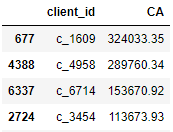 client_id CA
677 c_1609 324033.35
4388 c_4958 289760.34
6337 c_6714 153670.92
2724 c_3454 113673.93